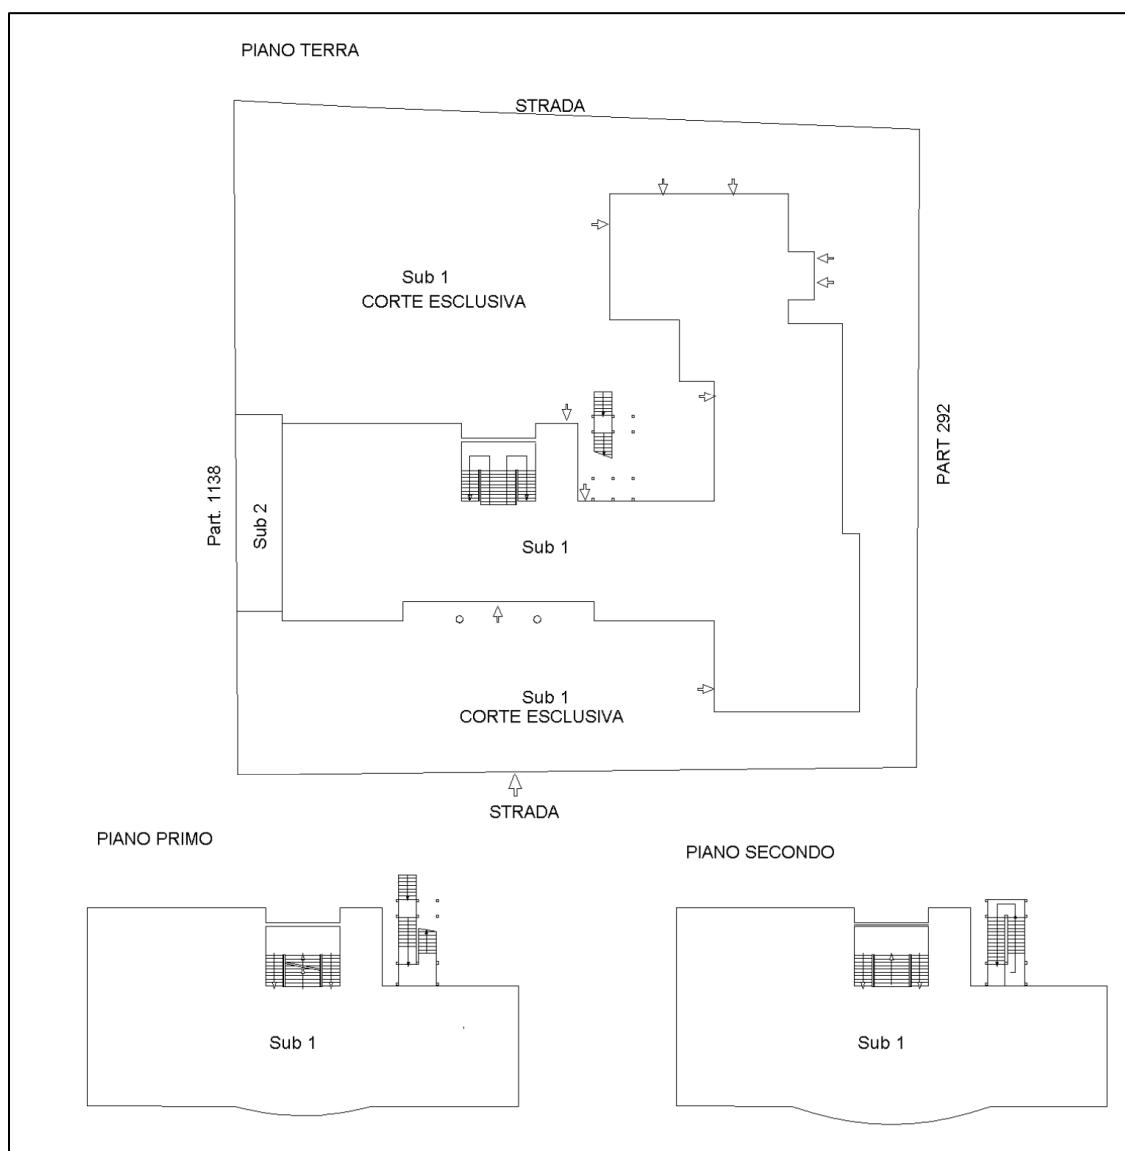 PIANO TERRA
STRADA
Sub 1
CORTE ESCLUSIVA
PART 292
Part. 1138
Sub 2
Sub 1
Sub 1
CORTE ESCLUSIVA
STRADA
PIANO PRIMO
PIANO SECONDO
Sub 1
Sub 1